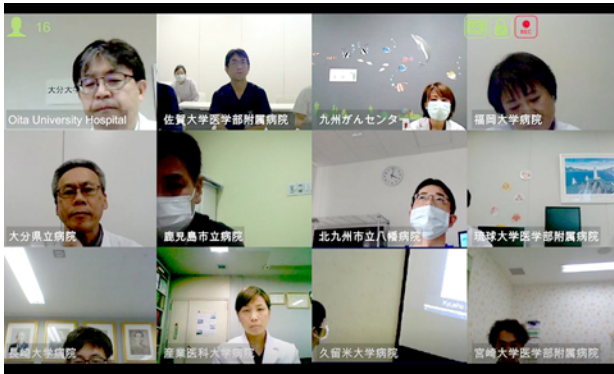 16
REC
大分大
Oita University Hospital
佐賀大学医学部附属病院
九州がんセンター
福岡大学病院
大分県立病院
鹿児島市立病院
北九州市立八幡病院
琉球大学医学部附属病院
長崎大学病院
産業医科大学病院
久留米大学病院
宮崎大学医学部附属病院